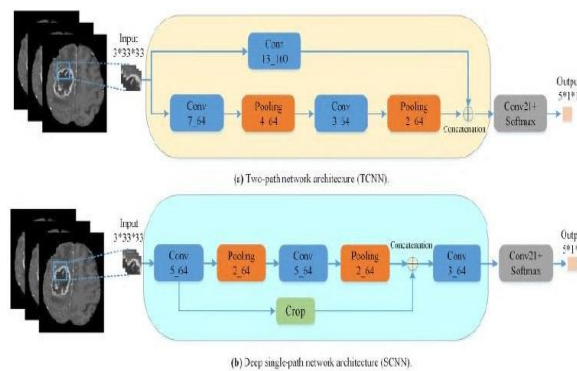 Input:
3*33*33
Conv
13_160
Conv
7_64
Pooling
4_64
Conv
3_64
Pooling
2_64
Concatenation
Conv21+
Softmax
Output
5*1*1
(a) Two-path network architecture (TCNN).
Input
3*33*33
Conv
5_64
Pooling
2_64
Conv
5_64
Pooling
2_64
Concatenation
Conv
3_64
Conv21+
Softmax
Output
5*1*1
Crop
(b) Deep single-path network architecture (SCNN).